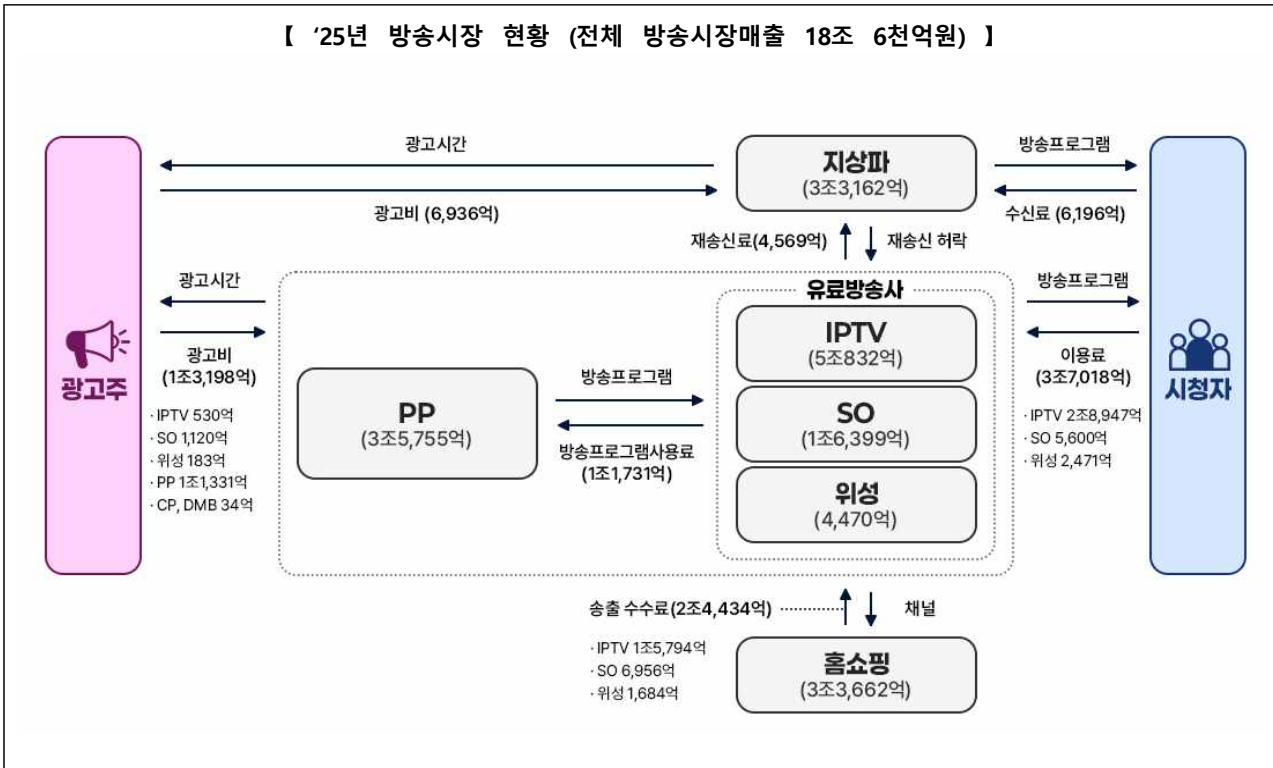 【 ‘25년 방송시장 현황 (전체 방송시장매출 18조 6천억원) 】
광고시간
지상파
(3조3,162억)
방송프로그램
광고비 (6,936억)
수신료 (6,196억)
재송신료(4,569억)
재송신 허락
광고시간
유료방송사
방송프로그램
IPTV
(5조832억)
광고주
광고비
(1조3,198억)
· IPTV 530억
· SO 1,120억
· 위성 183억
· PP 1조1,331억
· CP, DMB 34억
PP
(3조5,755억)
방송프로그램
방송프로그램사용료
(1조1,731억)
SO
(1조6,399억)
위성
(4,470억)
이용료
(3조7,018억)
· IPTV 2조8,947억
· SO 5,600억
· 위성 2,471억
시청자
송출 수수료(2조4,434억)
채널
· IPTV 1조5,794억
· SO 6,956억
· 위성 1,684억
홈쇼핑
(3조3,662억)